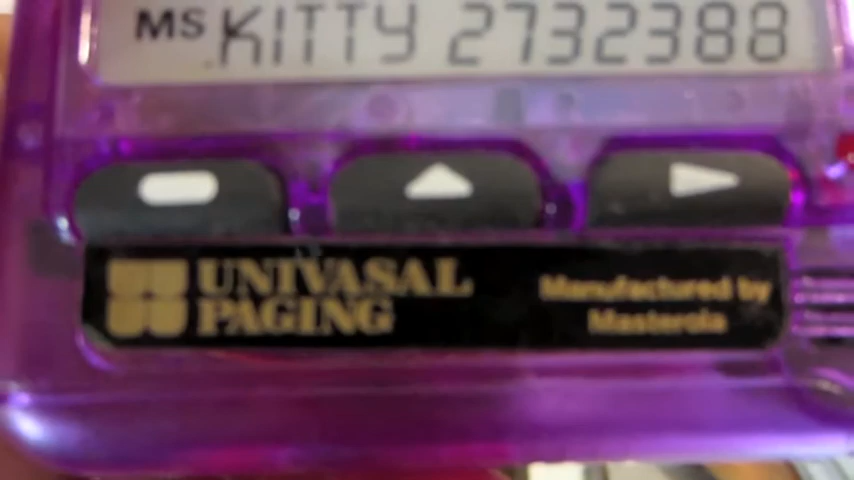 MS KITTY 2732388
UNIVASAL
PAGING
Manufactured by
Masterola